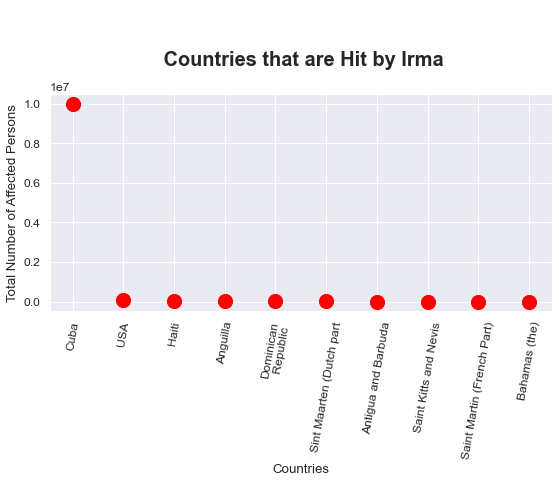 Countries that are Hit by Irma
1e7
Total Number of Affected Persons
1.0
0.8
0.6
0.4
0.2
0.0
Cuba
USA
Haiti
Anguilla
Dominican
Republic
Sint Maarten (Dutch part
Antigua and Barbuda
Saint Kitts and Nevis
Saint Martin (French Part)
Bahamas (the)
Countries